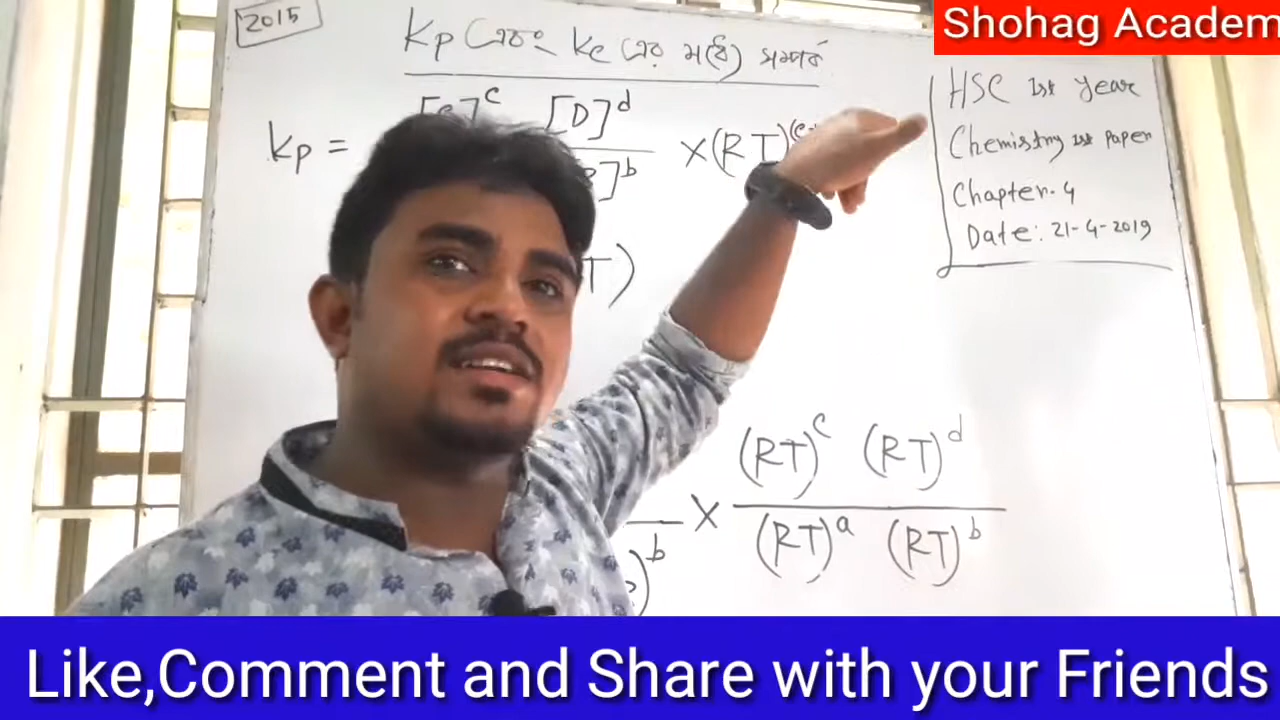 Shohag Academ
2015
Kp এবং Kc এর মধ্যে সম্পর্ক
HSC 1st year
Chemistry 1st paper
Chapter-4
Date: 21-4-2019
[C]^c [D]^d
Kp = ]^b ×(RT)^(c
T)
(RT)^c (RT)^d
× 
)^b (RT)^a (RT)^b
Like,Comment and Share with your Friends